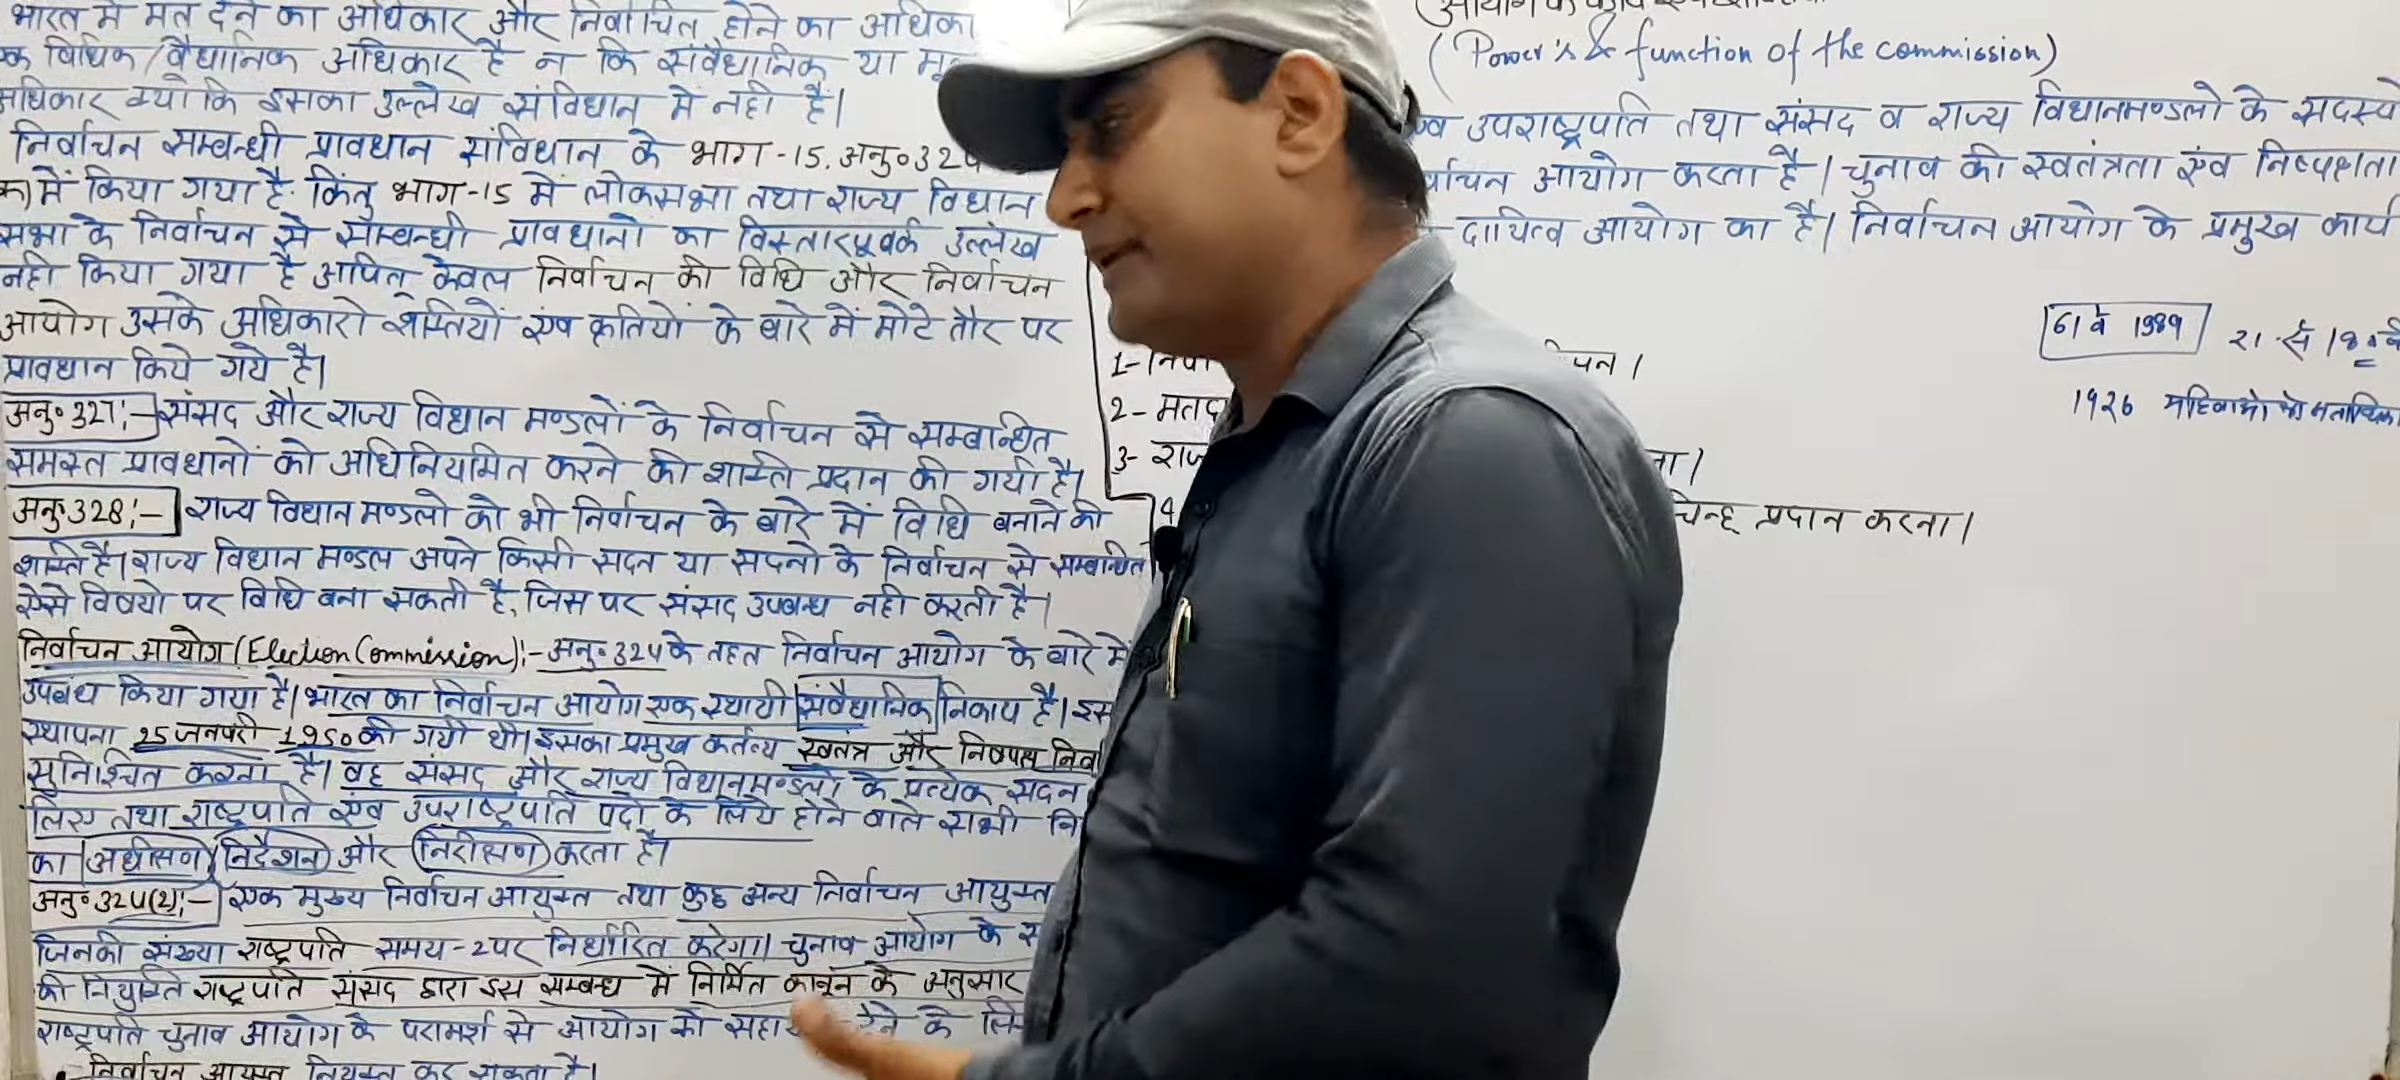 भारत में मत देने का अधिकार और निर्वाचित होने का अधिका
विधिक/वैधानिक अधिकार है न कि संवैधानिक या मू
अधिकार क्यो कि इसका उल्लेख संविधान में नही है।
निर्वाचन सम्बन्धी प्रावधान संविधान के भाग-15, अनु॰324
क) में किया गया है किंतु भाग-15 में लोकसभा तथा राज्य विधान
सभा के निर्वाचन से सम्बन्धी प्रावधानो का विस्तारपूर्वक उल्लेख
नही किया गया है अपितु केवल निर्वाचन की विधि और निर्वाचन
आयोग उसके अधिकारो शक्तियों एंव कृतियों के बारे में मोटे तौर पर
प्रावधान किये गये है।
अनु॰327:- संसद और राज्य विधान मण्डलों के निर्वाचन से सम्बन्धित
समस्त प्रावधानों को अधिनियमित करने की शक्ति प्रदान की गयी है।
अनु॰328:- राज्य विधान मण्डलो को भी निर्वाचन के बारे में विधि बनाने की
शक्ति है। राज्य विधान मण्डल अपने किसी सदन या सदनो के निर्वाचन से सम्बन्धित
ऐसे विषयो पर विधि बना सकती है, जिस पर संसद उपबन्ध नही करती है।
निर्वाचन आयोग (Election Commission):- अनु॰324 के तहत निर्वाचन आयोग के बारे में
उपबंध किया गया है। भारत का निर्वाचन आयोग एक स्थायी संवैधानिक निकाय है। इस
स्थापना 25 जनवरी 1950 को गयी थी। इसका प्रमुख कर्तव्य स्वतंत्र और निष्पक्ष निर्वा
सुनिश्चित करना है। वह संसद और राज्य विधानमण्डलो के प्रत्येक सदन
लिए तथा राष्ट्रपति एंव उपराष्ट्रपति पदो के लिये होने वाले सभी नि
का अधीक्षण, निर्देशन और निरीक्षण करता है।
अनु॰324(2):- एक मुख्य निर्वाचन आयुक्त तथा कुछ अन्य निर्वाचन आयुक्त
जिनकी संख्या राष्ट्रपति समय-2 पर निर्धारित करेगा। चुनाव आयोग के स
की नियुक्ति राष्ट्रपति संसद द्वारा इस सम्बन्ध में निर्मित कानून के अनुसार
राष्ट्रपति चुनाव आयोग के परामर्श से आयोग को सहा देने के लि
निर्वाचन आयुक्त नियुक्त कर सकता है।
(Power's & function of the commission)
एंव उपराष्ट्रपति तथा संसद व राज्य विधानमण्डलो के सदस्यो
र्वाचन आयोग करता है। चुनाव की स्वतंत्रता एंव निष्पक्षता
दायित्व आयोग का है। निर्वाचन आयोग के प्रमुख कार्य
61 वे 1989 21 से 18 वर्ष
1926 महिलाओ को मताधिका
1- निर्वा चन।
2- मतदा
3- राज ना।
4 चिन्ह प्रदान करना।